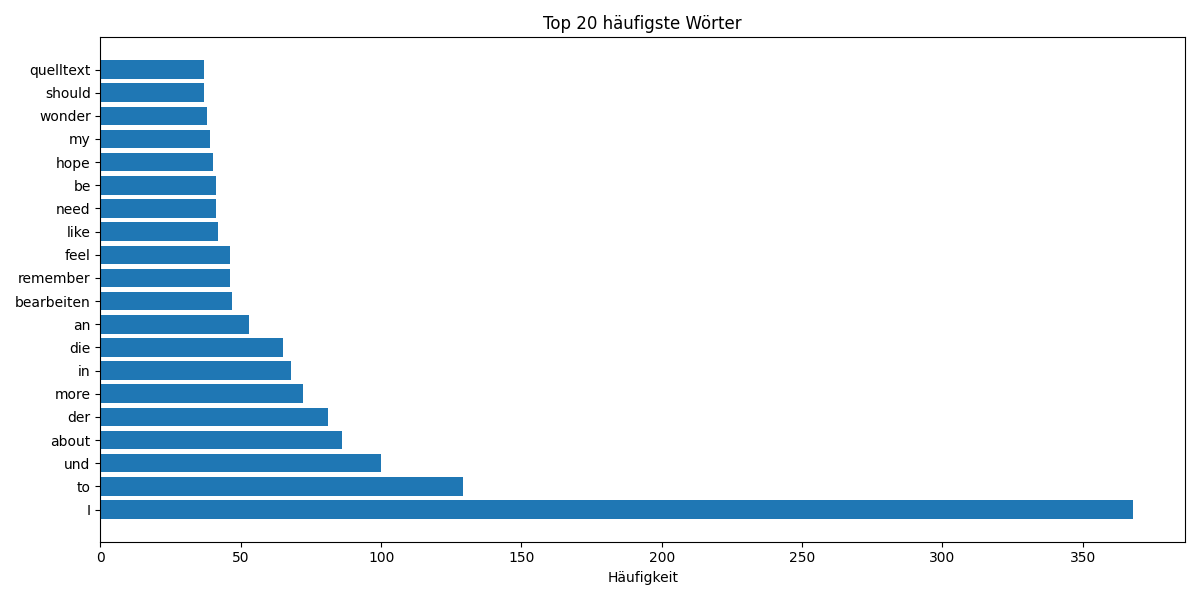 Top 20 häufigste Wörter
quelltext
should
wonder
my
hope
be
need
like
feel
remember
bearbeiten
an
die
in
more
der
about
und
to
I
0 50 100 150 200 250 300 350
Häufigkeit